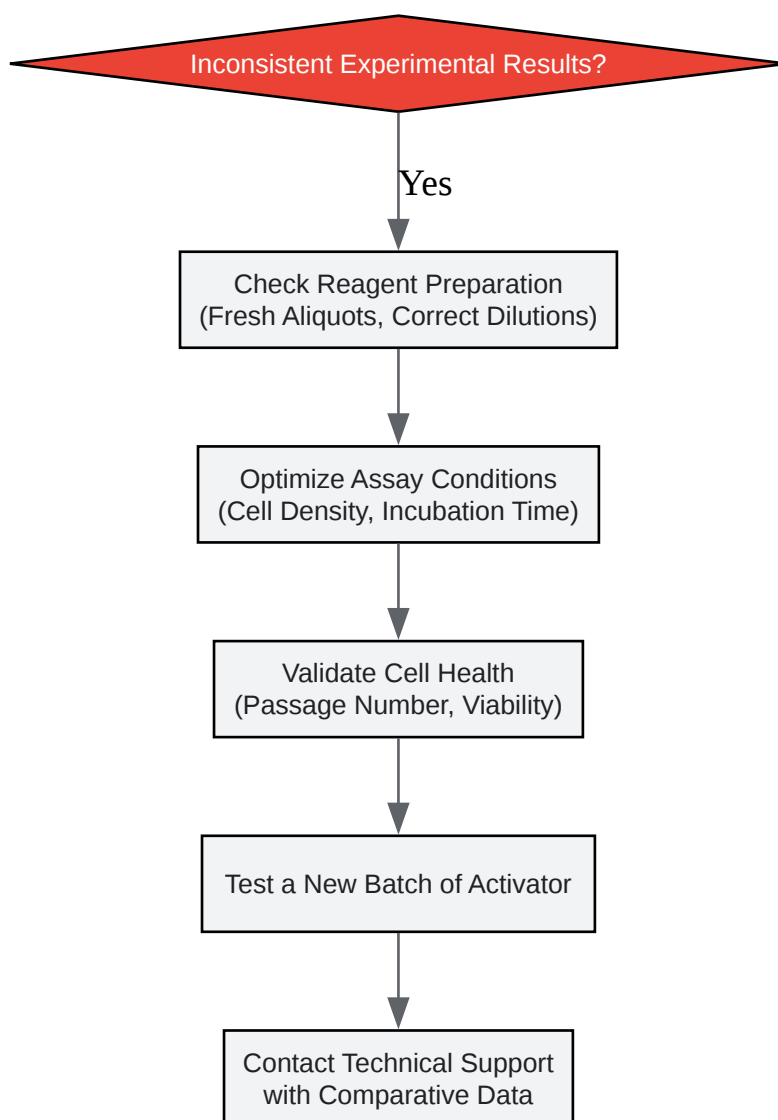 Inconsistent Experimental Results?
Yes
Check Reagent Preparation
(Fresh Aliquots, Correct Dilutions)
Optimize Assay Conditions
(Cell Density, Incubation Time)
Validate Cell Health
(Passage Number, Viability)
Test a New Batch of Activator
Contact Technical Support
with Comparative Data